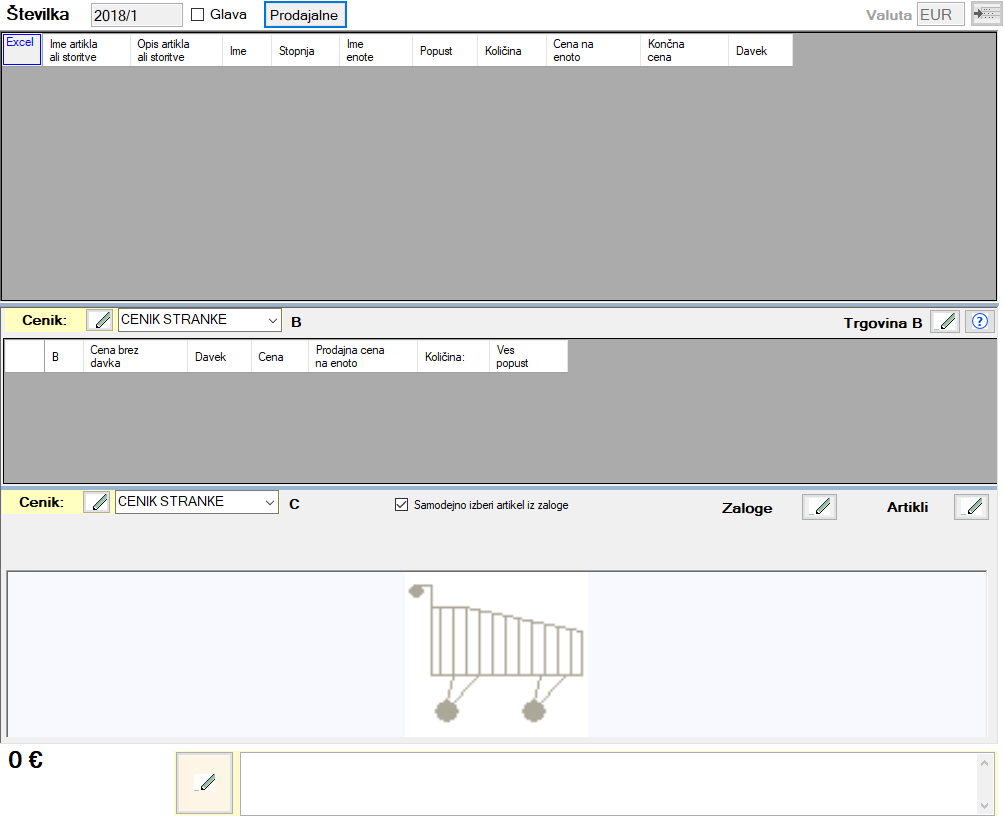 Številka 2018/1 Glava Prodajalne Valuta EUR
Excel Ime artikla Opis artikla Ime Stopnja Ime Popust Količina Cena na Končna Davek
ali storitve ali storitve enote enoto cena
Cenik: CENIK STRANKE B Trgovina B ?
B Cena brez Davek Cena Prodajna cena Količina: Ves
davka na enoto popust
Cenik: CENIK STRANKE C Samodejno izberi artikel iz zaloge Zaloge Artikli
0 €